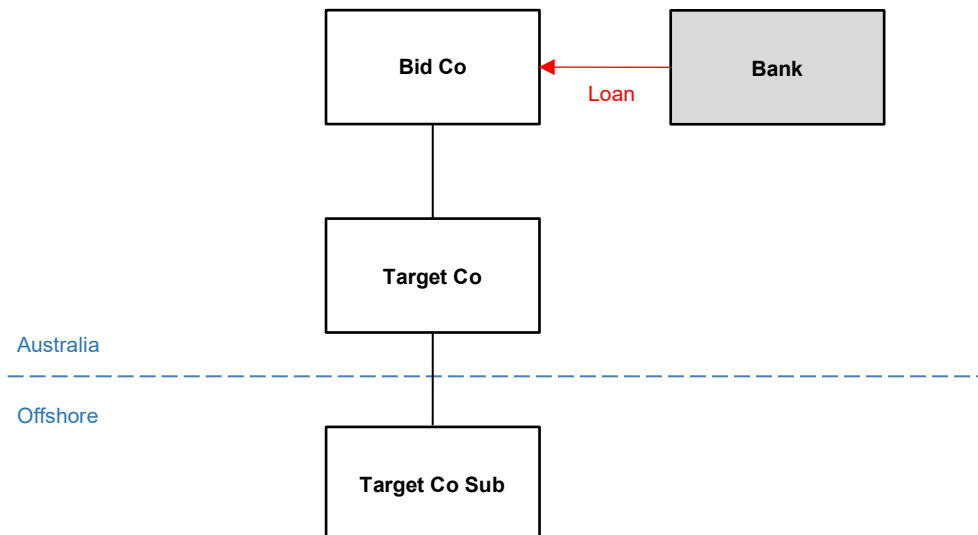 Bid Co
Bank
Loan
Target Co
Australia
Offshore
Target Co Sub